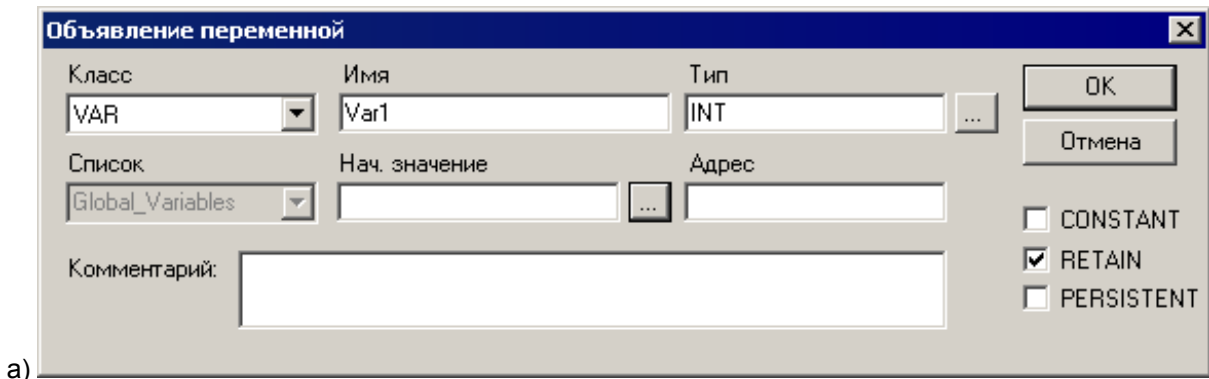 Объявление переменной
Класс Имя Тип
VAR Var1 INT ... OK
Отмена
Список Нач. значение Адрес
Global_Variables ...
CONSTANT
Комментарий: RETAIN
PERSISTENT
a)